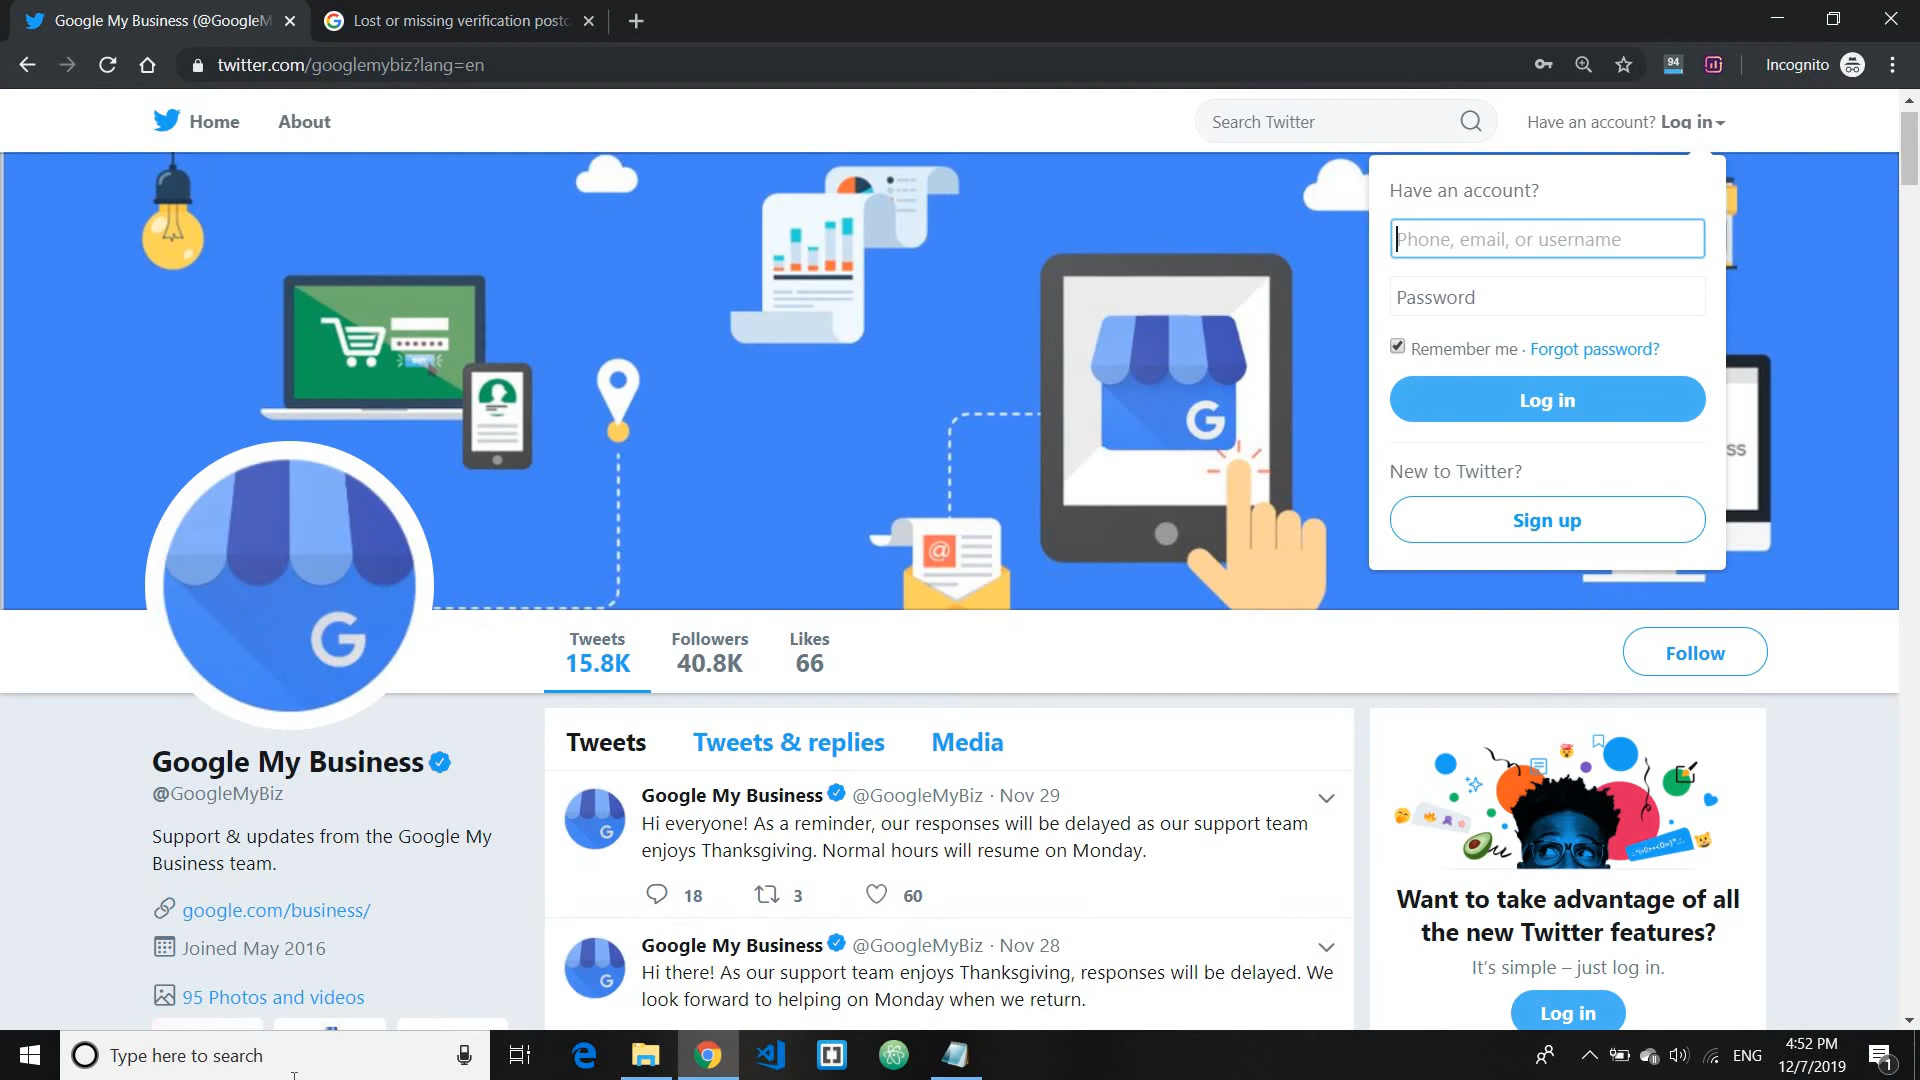 Google My Business (@GoogleM
Lost or missing verification postc
twitter.com/googlemybiz?lang=en
94
Incognito
Home
About
Search Twitter
Have an account? Log in
Have an account?
Phone, email, or username
Password
Remember me · Forgot password?
Log in
New to Twitter?
Sign up
ss
@
G
G
Tweets
15.8K
Followers
40.8K
Likes
66
Follow
Google My Business
@GoogleMyBiz
Support & updates from the Google My
Business team.
google.com/business/
Joined May 2016
95 Photos and videos
Tweets
Tweets & replies
Media
Google My Business @GoogleMyBiz · Nov 29
Hi everyone! As a reminder, our responses will be delayed as our support team
enjoys Thanksgiving. Normal hours will resume on Monday.
18
3
60
Google My Business @GoogleMyBiz · Nov 28
Hi there! As our support team enjoys Thanksgiving, responses will be delayed. We
look forward to helping on Monday when we return.
Want to take advantage of all
the new Twitter features?
It's simple – just log in.
Log in
Type here to search
ENG
4:52 PM
12/7/2019
1